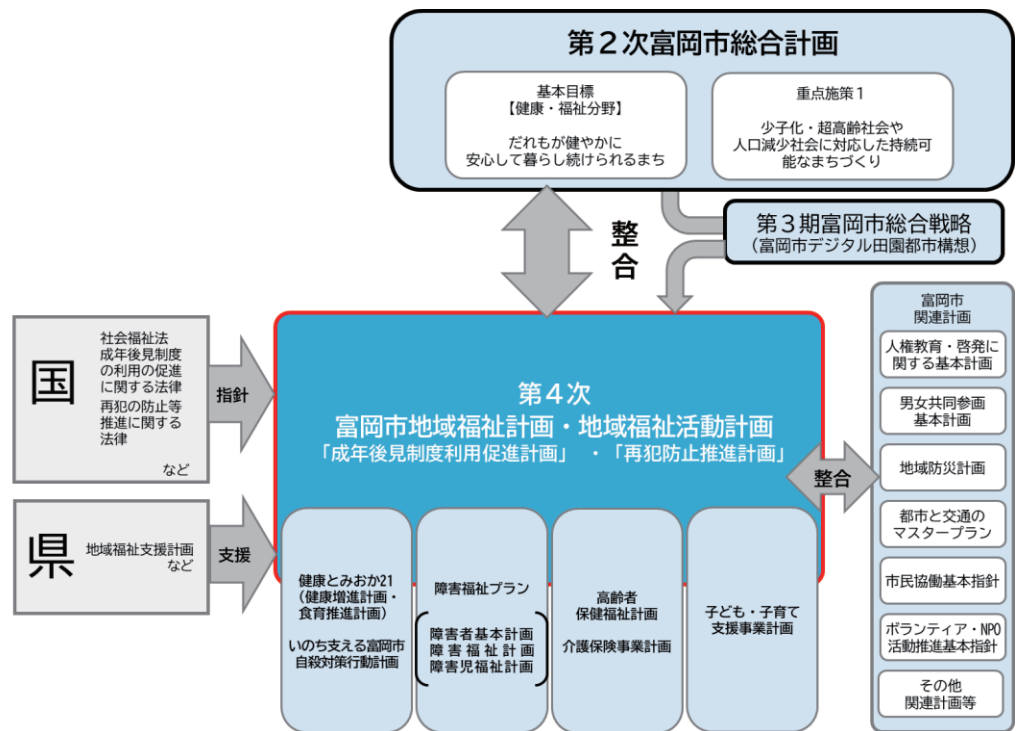 第２次富岡市総合計画
基本目標
【健康・福祉分野】
だれもが健やかに
安心して暮らし続けられるまち
重点施策１
少子化・超高齢社会や
人口減少社会に対応した持続可
能なまちづくり
整
合
第３期富岡市総合戦略
（富岡市デジタル田園都市構想）
国
社会福祉法
成年後見制度
の利用の促進
に関する法律
再犯の防止等
推進に関する
法律
など
指針
県
地域福祉支援計画
など
支援
第４次
富岡市地域福祉計画・地域福祉活動計画
「成年後見制度利用促進計画」 ・「再犯防止推進計画」
健康とみおか21
（健康増進計画・
食育推進計画）
いのち支える富岡市
自殺対策行動計画
障害福祉プラン
障害者基本計画
障害福祉計画
障害児福祉計画
高齢者
保健福祉計画
介護保険事業計画
子ども・子育て
支援事業計画
整合
富岡市
関連計画
人権教育・啓発に
関する基本計画
男女共同参画
基本計画
地域防災計画
都市と交通の
マスタープラン
市民協働基本指針
ボランティア・NPO
活動推進基本指針
その他
関連計画等